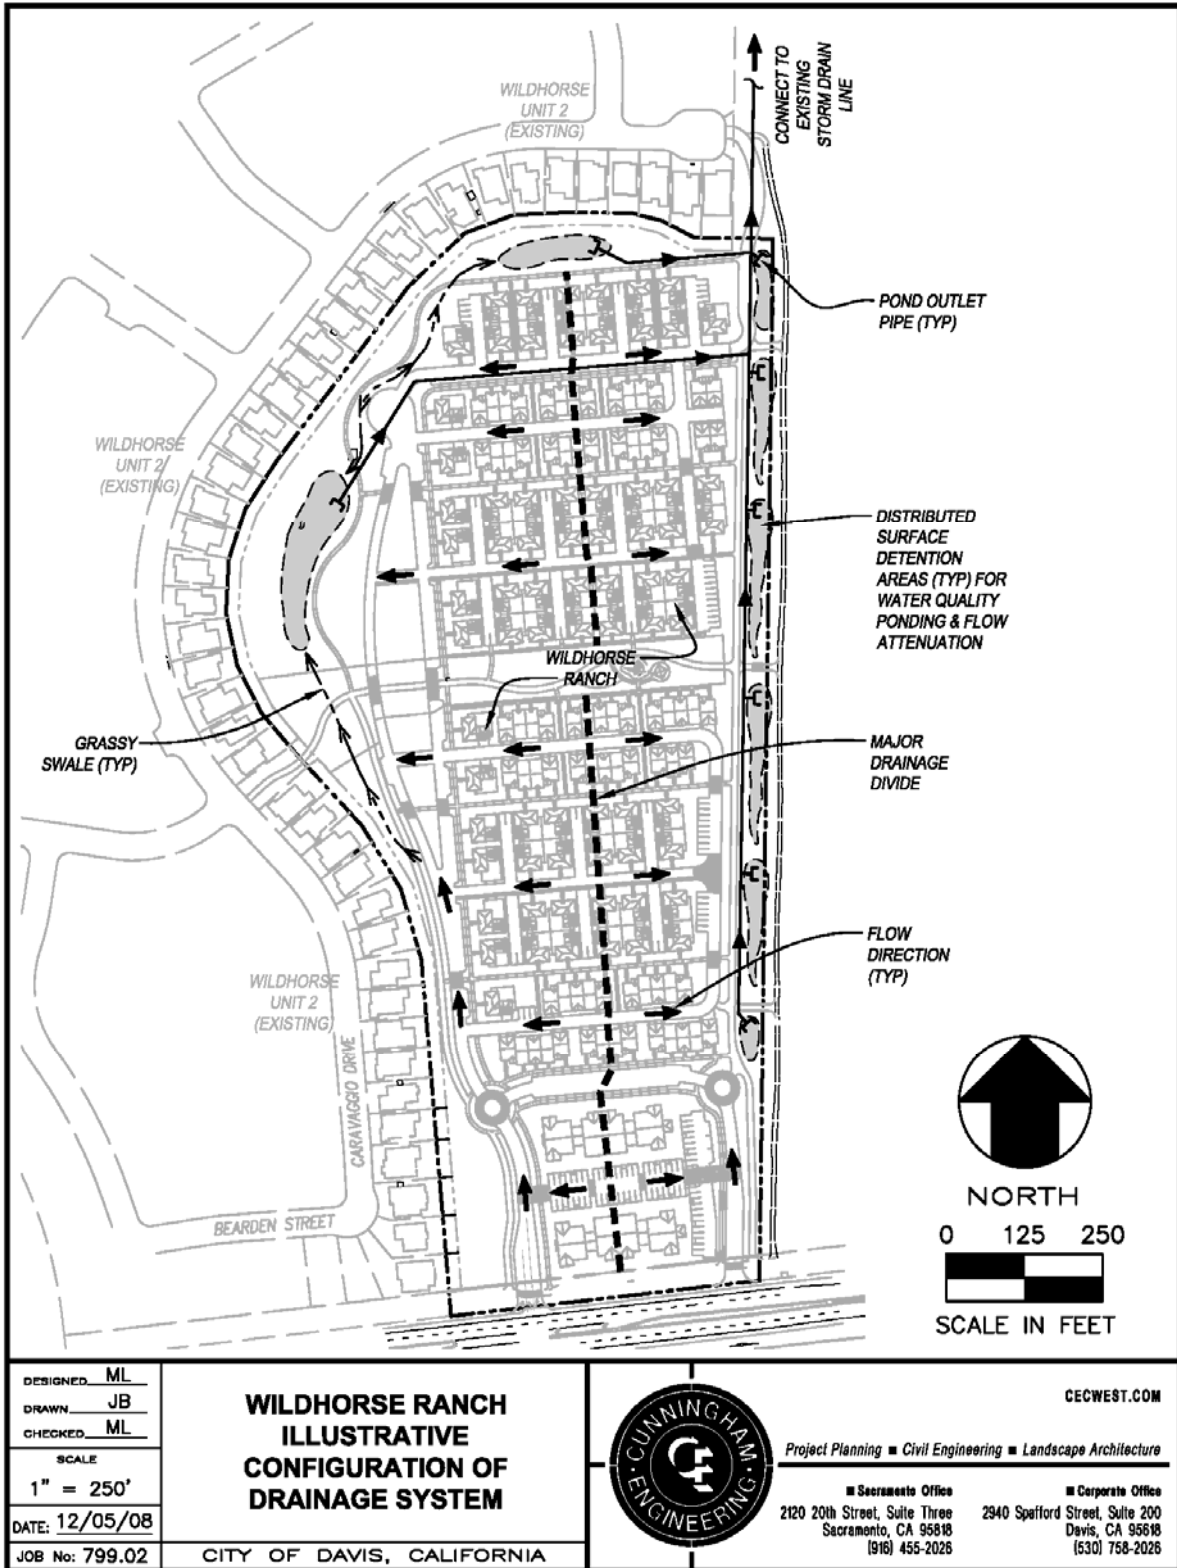 CONNECT TO
EXISTING
STORM DRAIN
LINE
WILDHORSE
UNIT 2
(EXISTING)
POND OUTLET
PIPE (TYP)
WILDHORSE
UNIT 2
(EXISTING)
DISTRIBUTED
SURFACE
DETENTION
AREAS (TYP) FOR
WATER QUALITY
PONDING & FLOW
ATTENUATION
WILDHORSE
RANCH
GRASSY
SWALE (TYP)
MAJOR
DRAINAGE
DIVIDE
FLOW
DIRECTION
(TYP)
WILDHORSE
UNIT 2
(EXISTING)
CARAVAGGIO DRIVE
BEARDEN STREET
NORTH
0 125 250
SCALE IN FEET
DESIGNED ML
DRAWN JB
CHECKED ML
SCALE
1" = 250'
DATE: 12/05/08
JOB No: 799.02
WILDHORSE RANCH
ILLUSTRATIVE
CONFIGURATION OF
DRAINAGE SYSTEM
CITY OF DAVIS, CALIFORNIA
CUNNINGHAM
ENGINEERING
CECWEST.COM
Project Planning ■ Civil Engineering ■ Landscape Architecture
■ Sacramento Office
2120 20th Street, Suite Three
Sacramento, CA 95818
(916) 455-2026
■ Corporate Office
2940 Spafford Street, Suite 200
Davis, CA 95618
(530) 758-2026